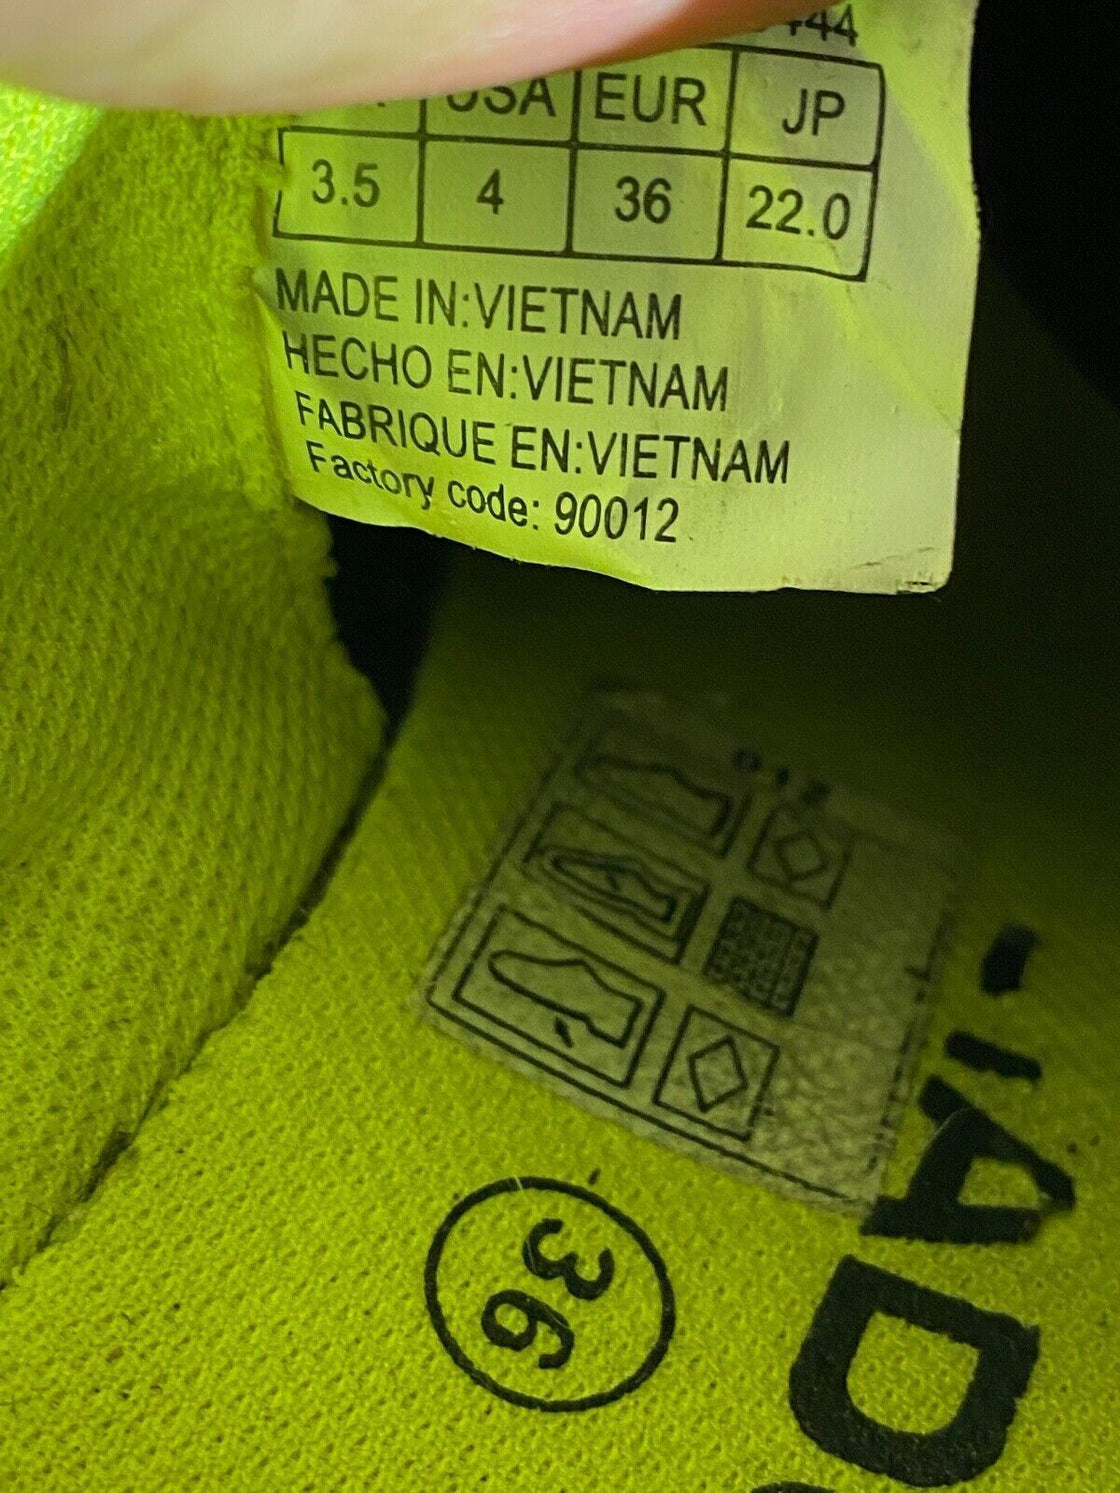 USA EUR JP
3.5 4 36 22.0
MADE IN:VIETNAM
HECHO EN:VIETNAM
FABRIQUE EN:VIETNAM
Factory code: 90012
36